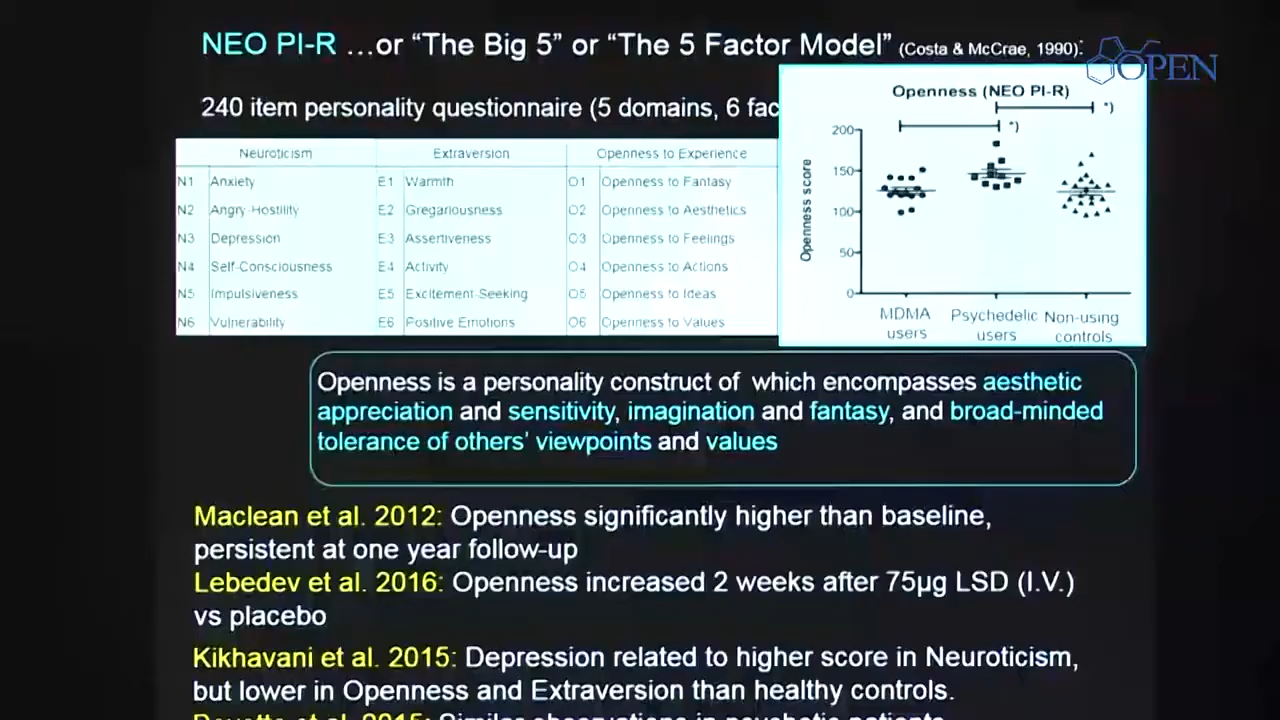 NEO PI-R ...or “The Big 5” or “The 5 Factor Model” (Costa & McCrae, 1990):
OPEN
240 item personality questionnaire (5 domains, 6 fac
Neuroticism Extraversion Openness to Experience
N1 Anxiety E1 Warmth O1 Openness to Fantasy
N2 Angry Hostility E2 Gregariousness O2 Openness to Aesthetics
N3 Depression E3 Assertiveness O3 Openness to Feelings
N4 Self-Consciousness E4 Activity O4 Openness to Actions
N5 Impulsiveness E5 Excitement-Seeking O5 Openness to Ideas
N6 Vulnerability E6 Positive Emotions O6 Openness to Values
Openness (NEO PI-R)
*)
*)
Openness score
200
150
100
50
0
MDMA users
Psychedelic users
Non-using controls
Openness is a personality construct of which encompasses aesthetic
appreciation and sensitivity, imagination and fantasy, and broad-minded
tolerance of others’ viewpoints and values
Maclean et al. 2012: Openness significantly higher than baseline,
persistent at one year follow-up
Lebedev et al. 2016: Openness increased 2 weeks after 75µg LSD (I.V.)
vs placebo
Kikhavani et al. 2015: Depression related to higher score in Neuroticism,
but lower in Openness and Extraversion than healthy controls.
et al. 2015: Similar observations in psychotic patients